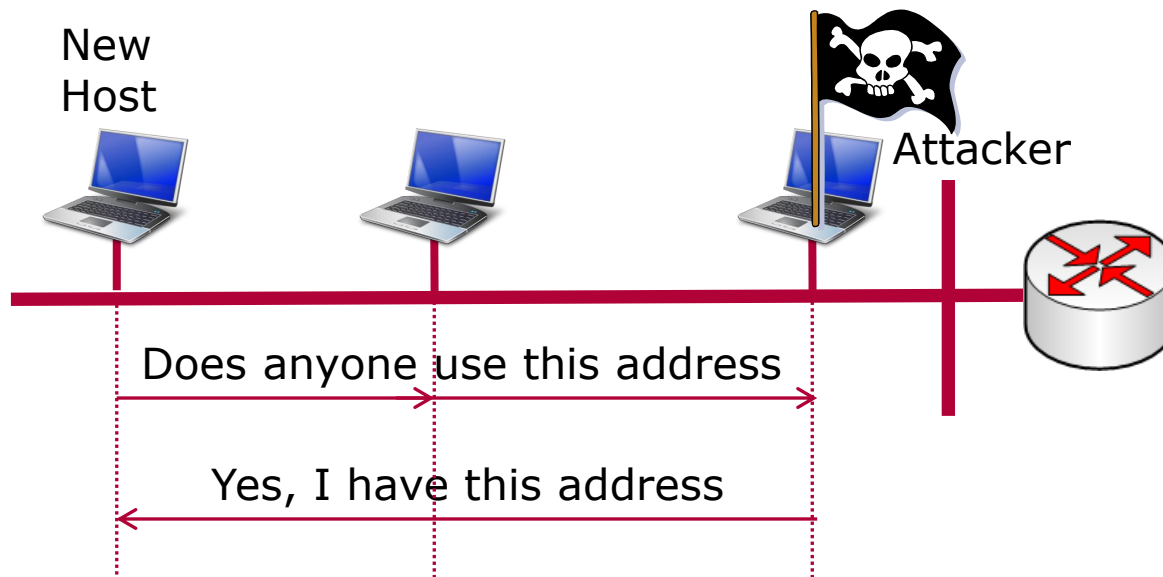 New
Host
Attacker
Does anyone use this address
Yes, I have this address